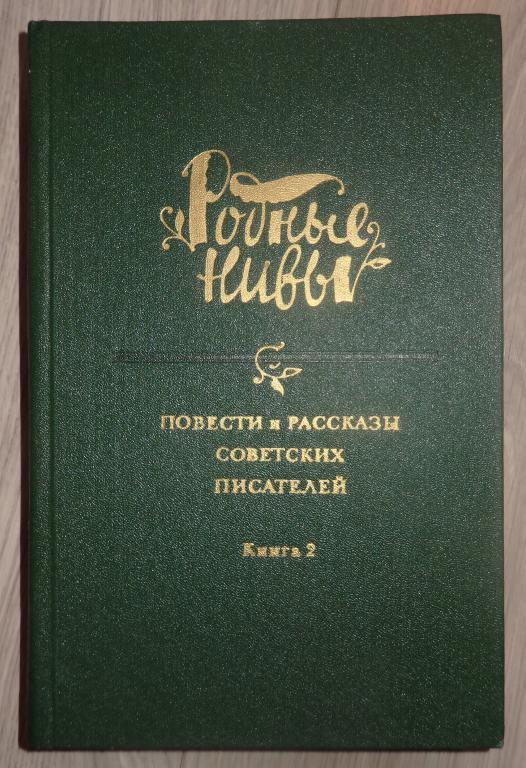 Родные
нивы
ПОВЕСТИ и РАССКАЗЫ
СОВЕТСКИХ
ПИСАТЕЛЕЙ
Книга 2